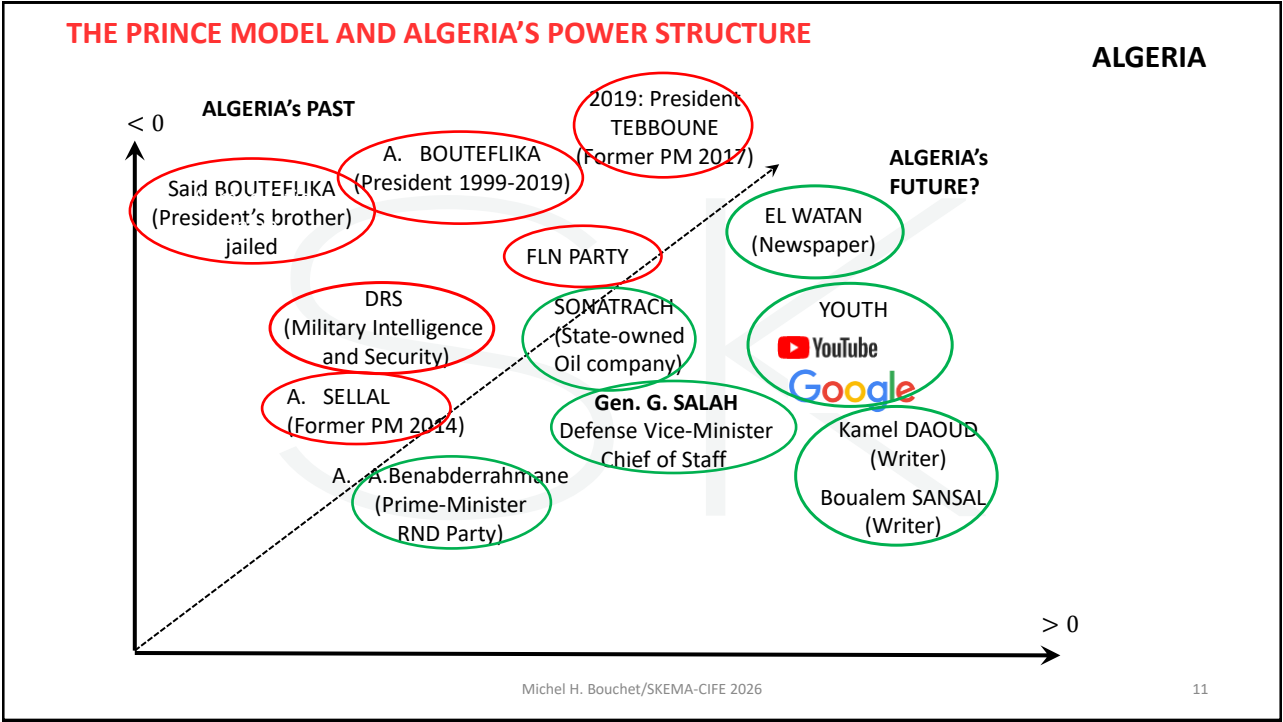 THE PRINCE MODEL AND ALGERIA'S POWER STRUCTURE
ALGERIA
ALGERIA's PAST
< 0
2019: President
TEBBOUNE
(Former PM 2017)
A. BOUTEFLIKA
(President 1999-2019)
Said BOUTEFLIKA
(President's brother)
jailed
ALGERIA's
FUTURE?
EL WATAN
(Newspaper)
FLN PARTY
DRS
(Military Intelligence
and Security)
SONATRACH
(State-owned
Oil company)
YOUTH
YouTube
Google
A. SELLAL
(Former PM 2014)
Gen. G. SALAH
Defense Vice-Minister
Chief of Staff
Kamel DAOUD
(Writer)
Boualem SANSAL
(Writer)
A. A.Benabderrahmane
(Prime-Minister
RND Party)
> 0
Michel H. Bouchet/SKEMA-CIFE 2026
11
SK